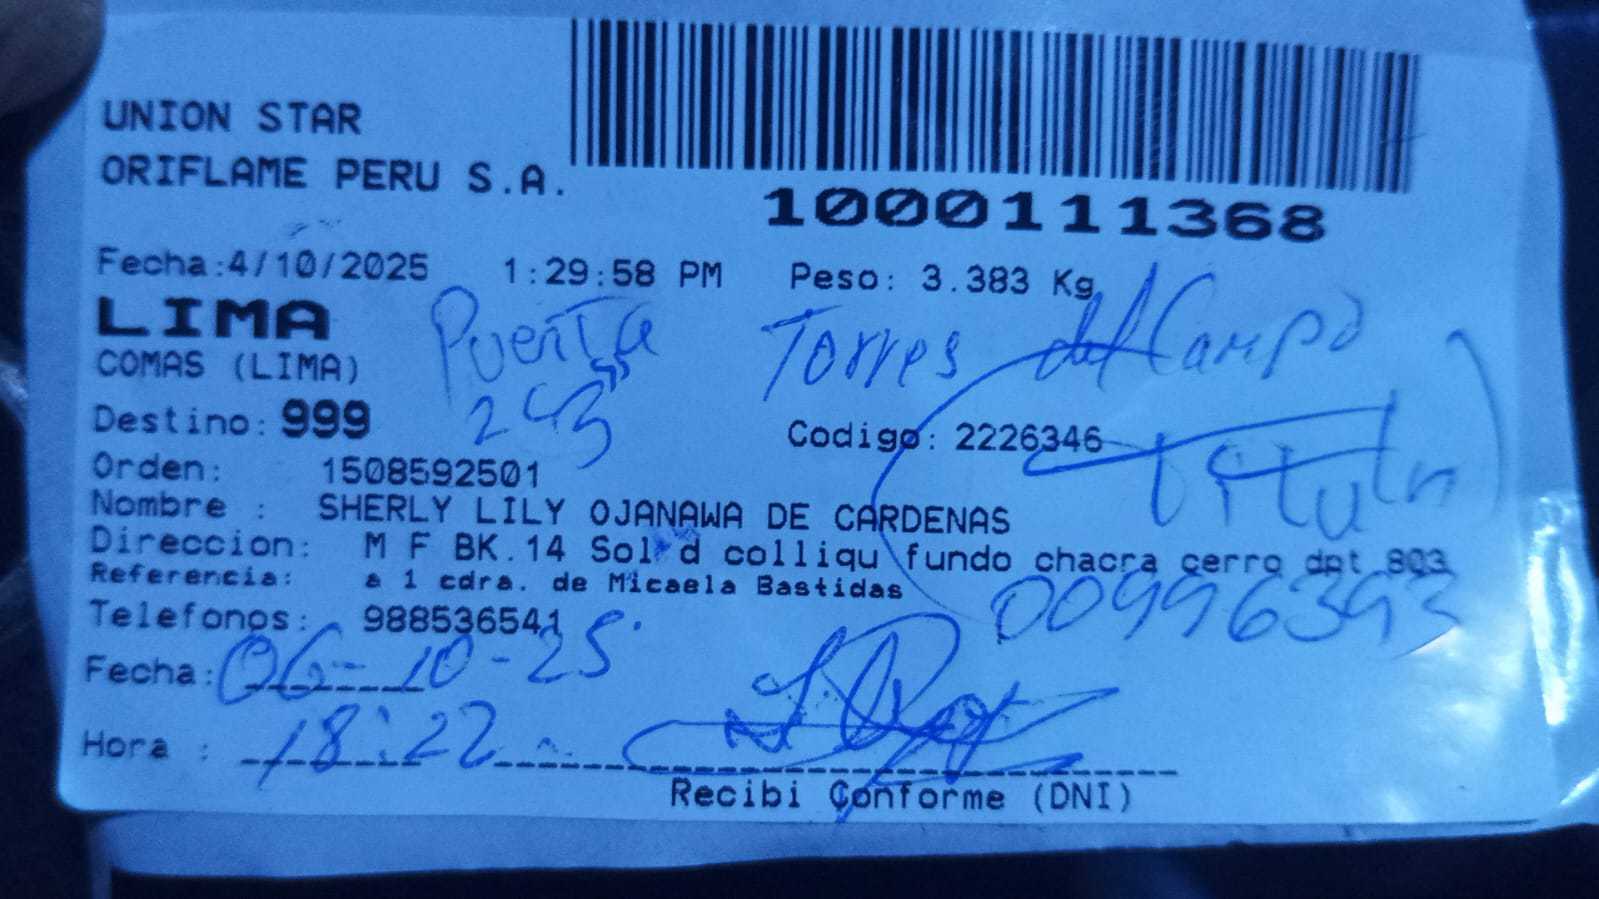 UNION STAR
ORIFLAME PERU S.A.
1000111368
Fecha:4/10/2025 1:29:58 PM Peso: 3.383 Kg
LIMA
Puerta Torres del Campo
COMAS (LIMA)
243
Destino: 999 Codigo: 2226346
Titular
Orden: 1508592501
Nombre : SHERLY LILY OJANAWA DE CARDENAS
Direccion: M F BK.14 Sol d colliqu fundo chacra cerro dpt 803
Referencia: a 1 cdra. de Micaela Bastidas
00996393
Telefonos: 988536541
Fecha: 06-10-25
Hora : 18:22
Recibi Conforme (DNI)